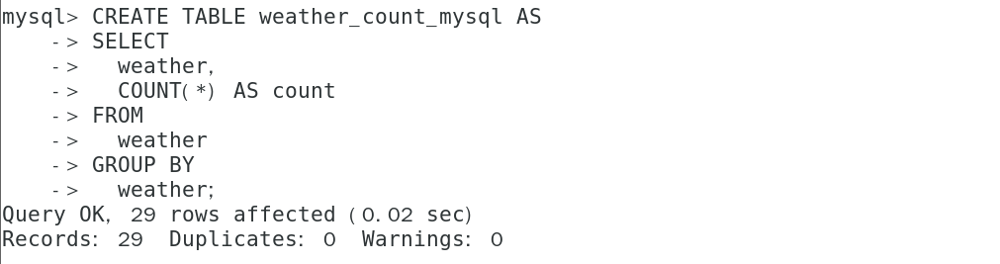 mysql> CREATE TABLE weather_count_mysql AS
    -> SELECT
    ->   weather,
    ->   COUNT(*) AS count
    -> FROM
    ->   weather
    -> GROUP BY
    ->   weather;
Query OK, 29 rows affected (0.02 sec)
Records: 29  Duplicates: 0  Warnings: 0